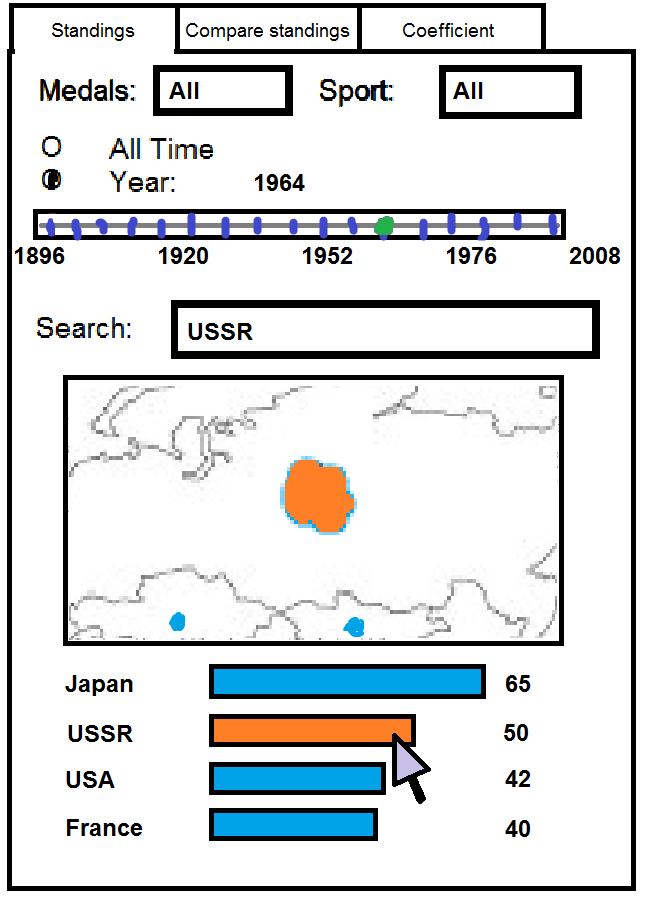 Standings Compare standings Coefficient
Medals: All Sport: All
All Time
Year: 1964
1896 1920 1952 1976 2008
Search: USSR
Japan 65
USSR 50
USA 42
France 40